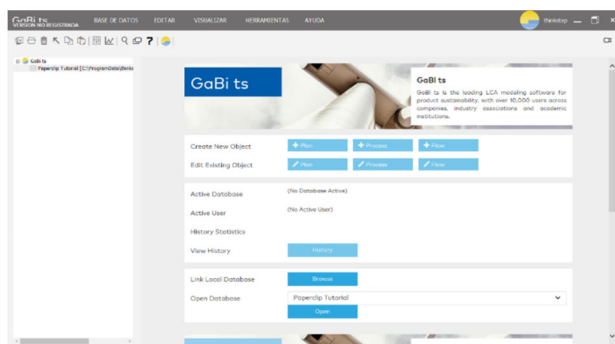 GaBi ts
VERSION NO REGISTRADA
BASE DE DATOS EDITAR VISUALIZAR HERRAMIENTAS AYUDA
thinkstep
GaBi ts
Paperclip Tutorial [C:\ProgramData\thinks
GaBi ts
GaBi ts
GaBi ts is the leading LCA modeling software for
product sustainability, with over 10,000 users across
companies, industry associations and academic
institutions.
Create New Object + Plan + Process + Flow
Edit Existing Object Plan Process Flow
Active Database (No Database Active)
Active User (No Active User)
History Statistics
View History History
Link Local Database Browse
Open Database Paperclip Tutorial
Open